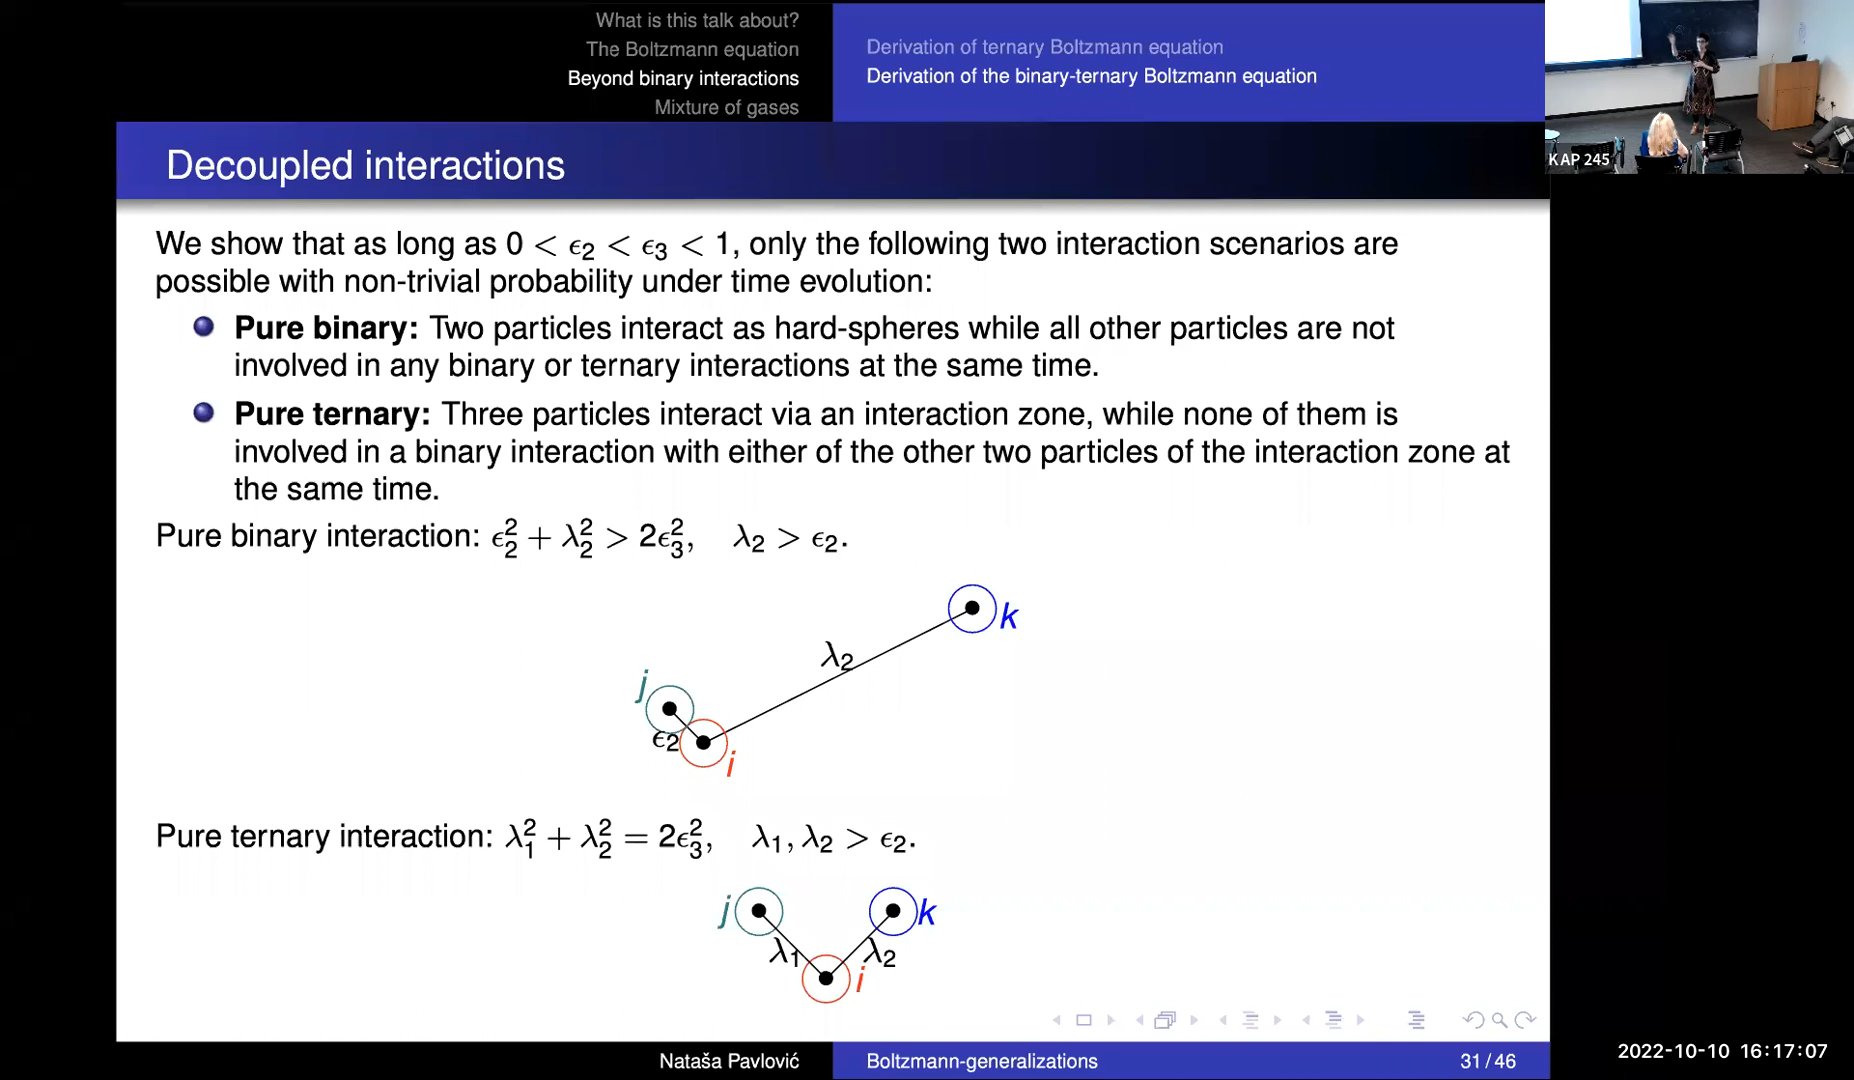 What is this talk about?
The Boltzmann equation
Beyond binary interactions
Mixture of gases
Derivation of ternary Boltzmann equation
Derivation of the binary-ternary Boltzmann equation
KAP 245
Decoupled interactions
We show that as long as 0 < ϵ₂ < ϵ₃ < 1, only the following two interaction scenarios are
possible with non-trivial probability under time evolution:
Pure binary: Two particles interact as hard-spheres while all other particles are not
involved in any binary or ternary interactions at the same time.
Pure ternary: Three particles interact via an interaction zone, while none of them is
involved in a binary interaction with either of the other two particles of the interaction zone at
the same time.
Pure binary interaction: ϵ₂² + λ₂² > 2ϵ₃², λ₂ > ϵ₂.
k
λ₂
j
ϵ₂
i
Pure ternary interaction: λ₁² + λ₂² = 2ϵ₃², λ₁, λ₂ > ϵ₂.
j
k
λ₁
λ₂
i
Nataša Pavlović
Boltzmann-generalizations
31 / 46
2022-10-10 16:17:07